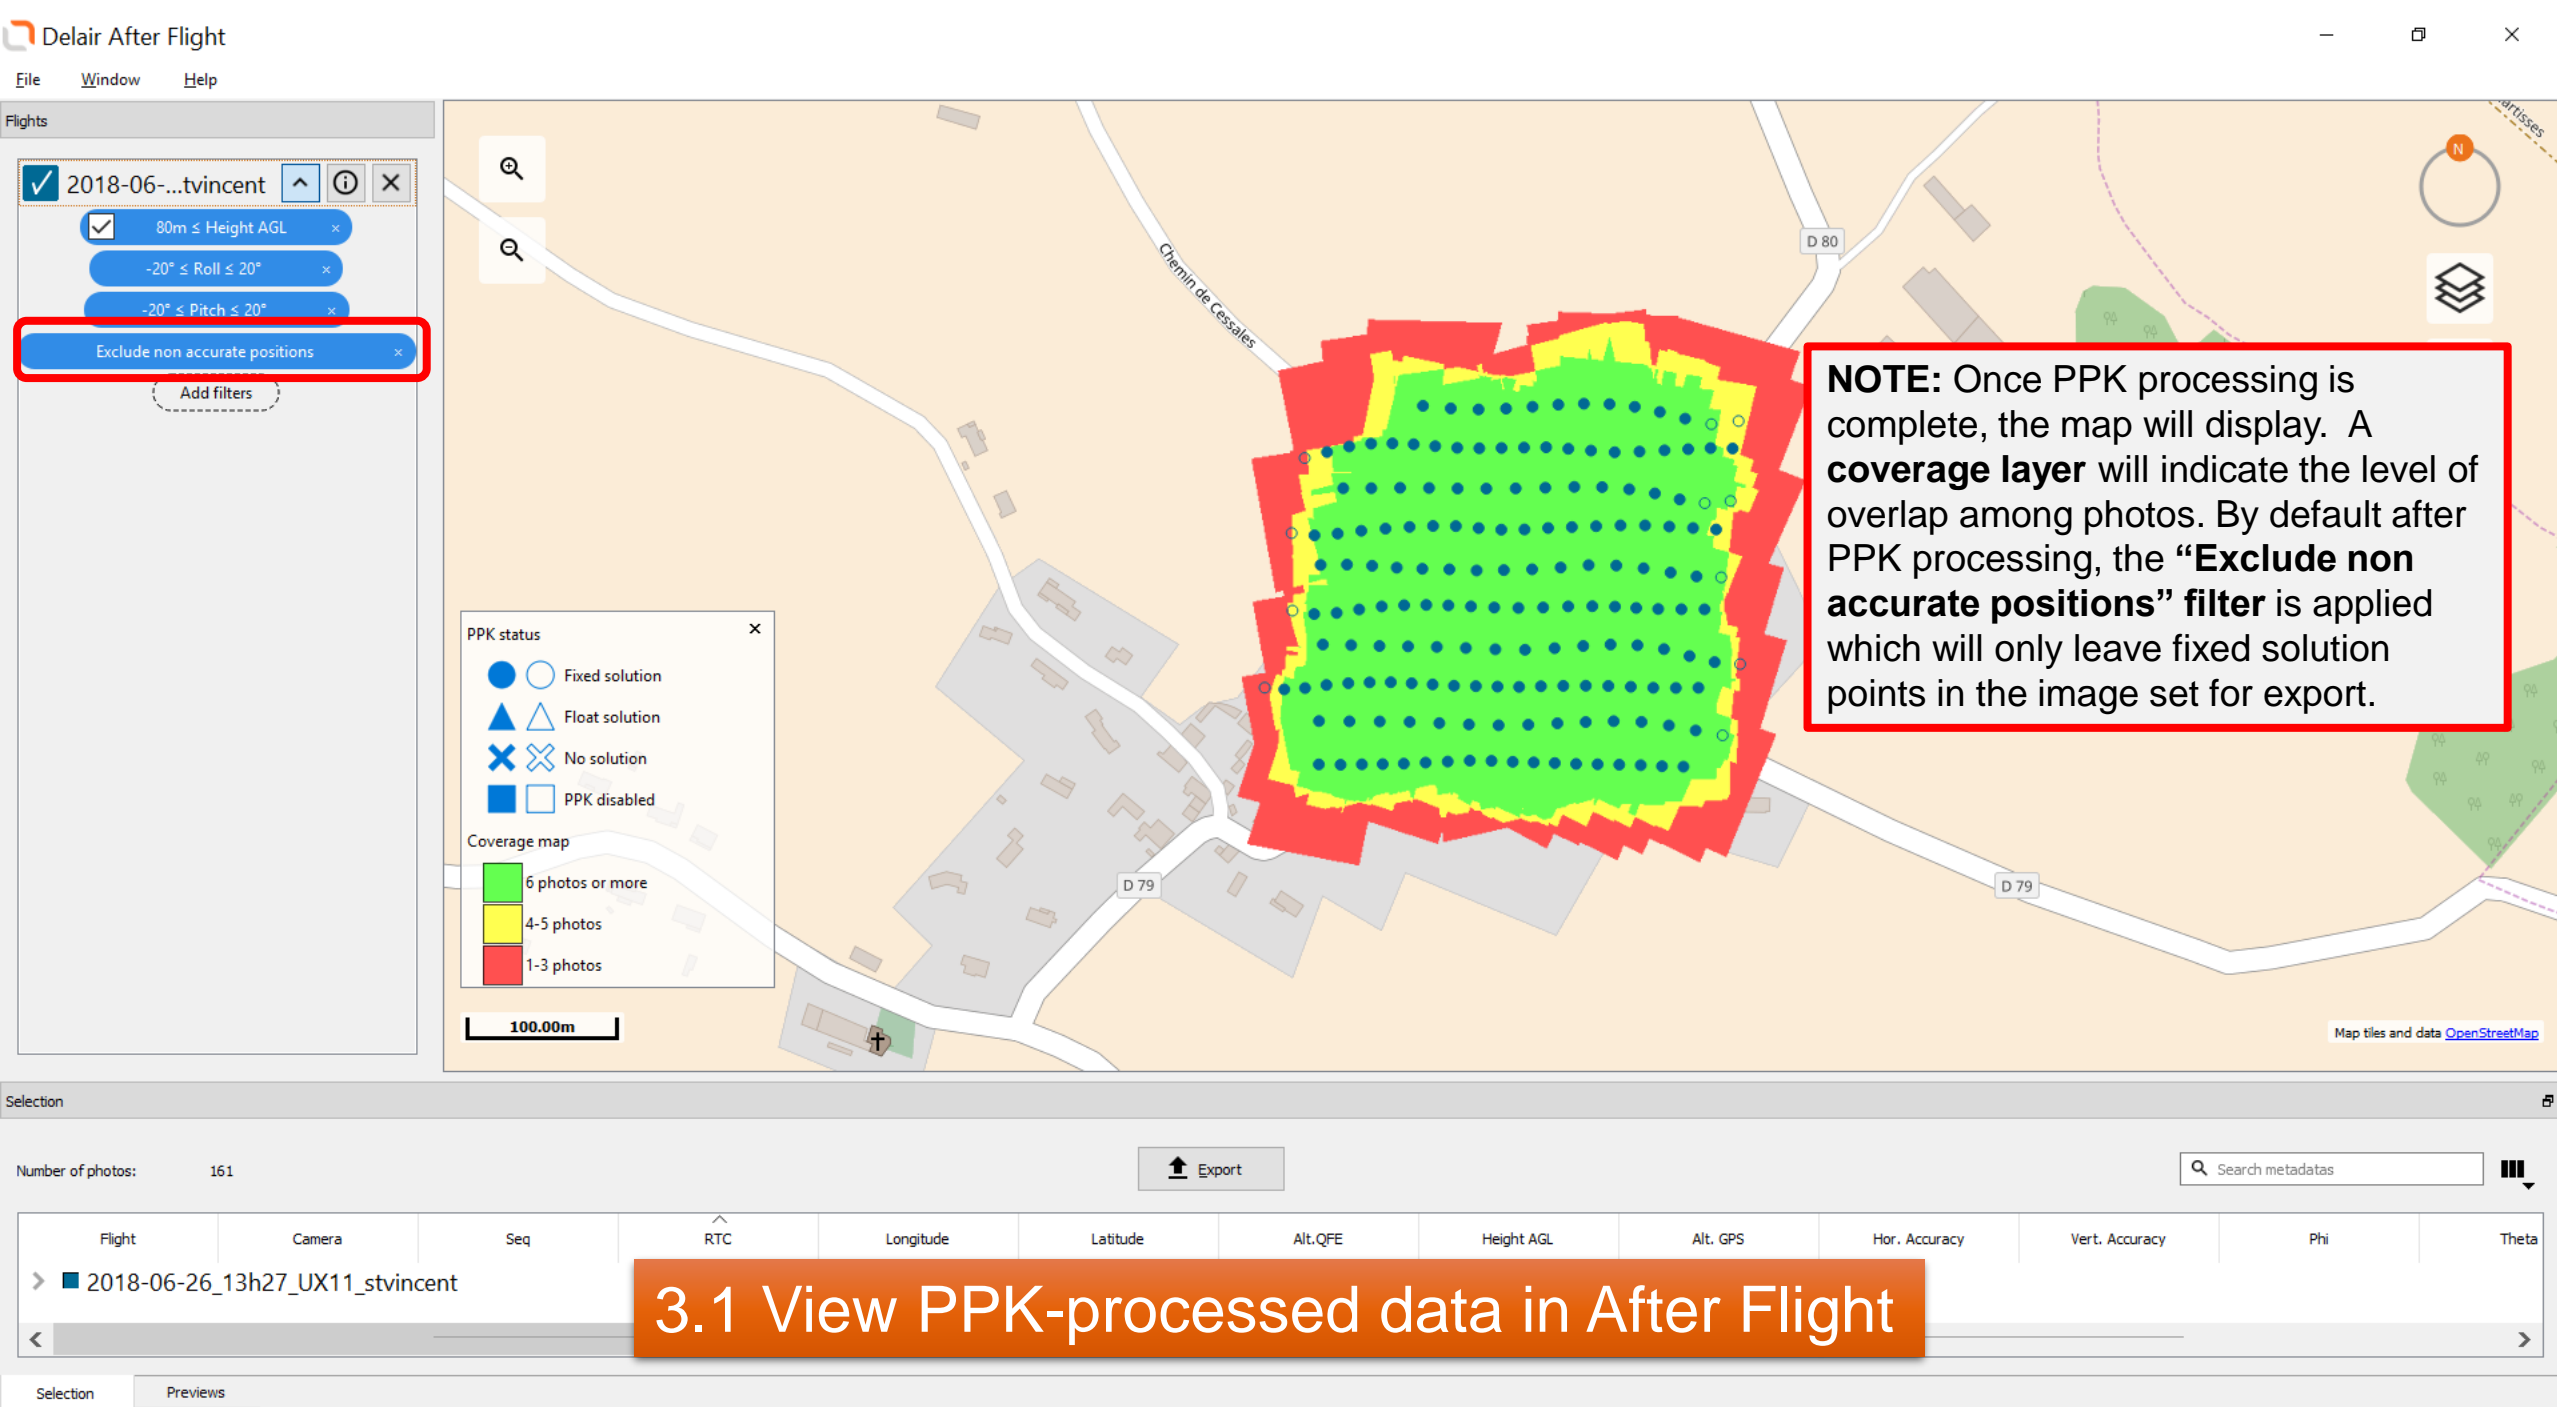 Delair After Flight
File Window Help
Flights
2018-06-...tvincent
80m ≤ Height AGL ×
-20° ≤ Roll ≤ 20° ×
-20° ≤ Pitch ≤ 20° ×
Exclude non accurate positions ×
Add filters
Chemin de Cessales
D 80
N
NOTE: Once PPK processing is
complete, the map will display. A
coverage layer will indicate the level of
overlap among photos. By default after
PPK processing, the “Exclude non
accurate positions” filter is applied
which will only leave fixed solution
points in the image set for export.
PPK status
Fixed solution
Float solution
No solution
PPK disabled
Coverage map
6 photos or more
4-5 photos
1-3 photos
D 79
D 79
100.00m
Map tiles and data OpenStreetMap
Selection
Number of photos: 161
Export
Search metadatas
Flight Camera Seq RTC Longitude Latitude Alt.QFE Height AGL Alt. GPS Hor. Accuracy Vert. Accuracy Phi Theta
2018-06-26_13h27_UX11_stvincent
3.1 View PPK-processed data in After Flight
Selection Previews